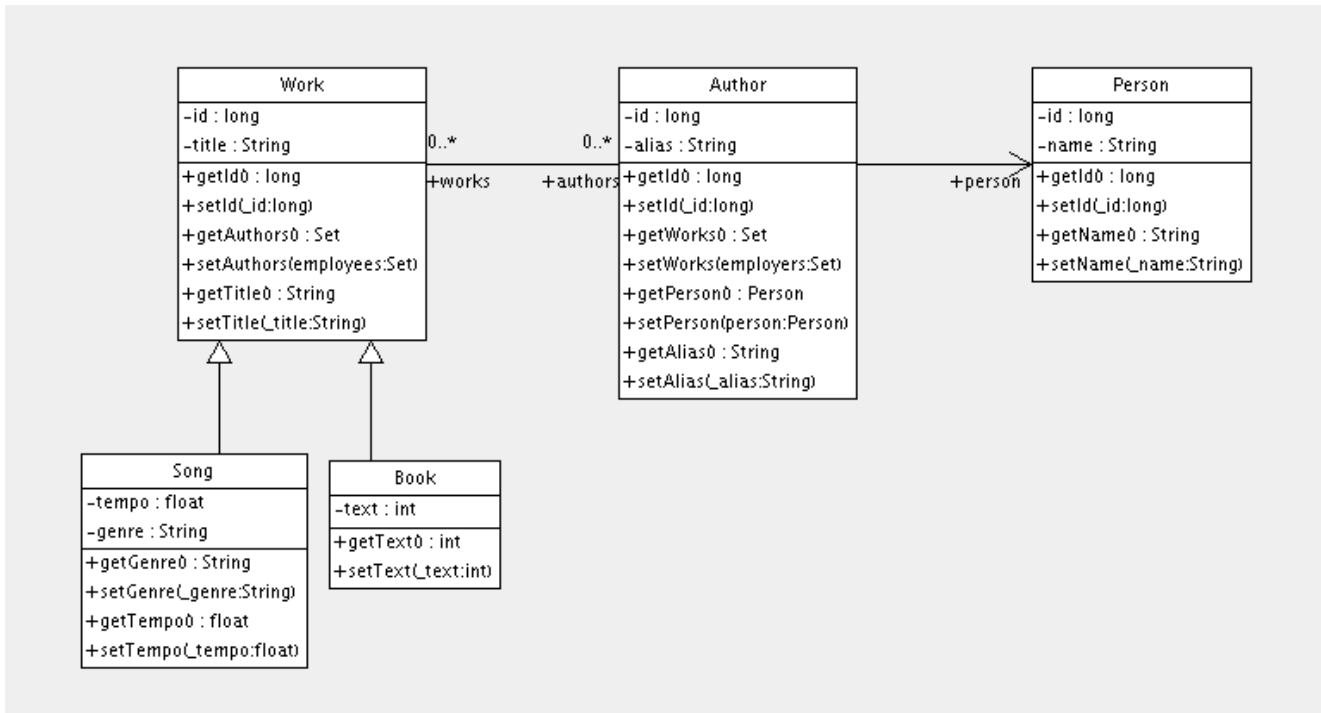 Work
-id : long
-title : String
+getId() : long
+setId(_id:long)
+getAuthors() : Set
+setAuthors(employees:Set)
+getTitle() : String
+setTitle(_title:String)
0..*
+works
0..*
+authors
Author
-id : long
-alias : String
+getId() : long
+setId(_id:long)
+getWorks() : Set
+setWorks(employers:Set)
+getPerson() : Person
+setPerson(person:Person)
+getAlias() : String
+setAlias(_alias:String)
+person
Person
-id : long
-name : String
+getId() : long
+setId(_id:long)
+getName() : String
+setName(_name:String)
Song
-tempo : float
-genre : String
+getGenre() : String
+setGenre(_genre:String)
+getTempo() : float
+setTempo(_tempo:float)
Book
-text : int
+getText() : int
+setText(_text:int)